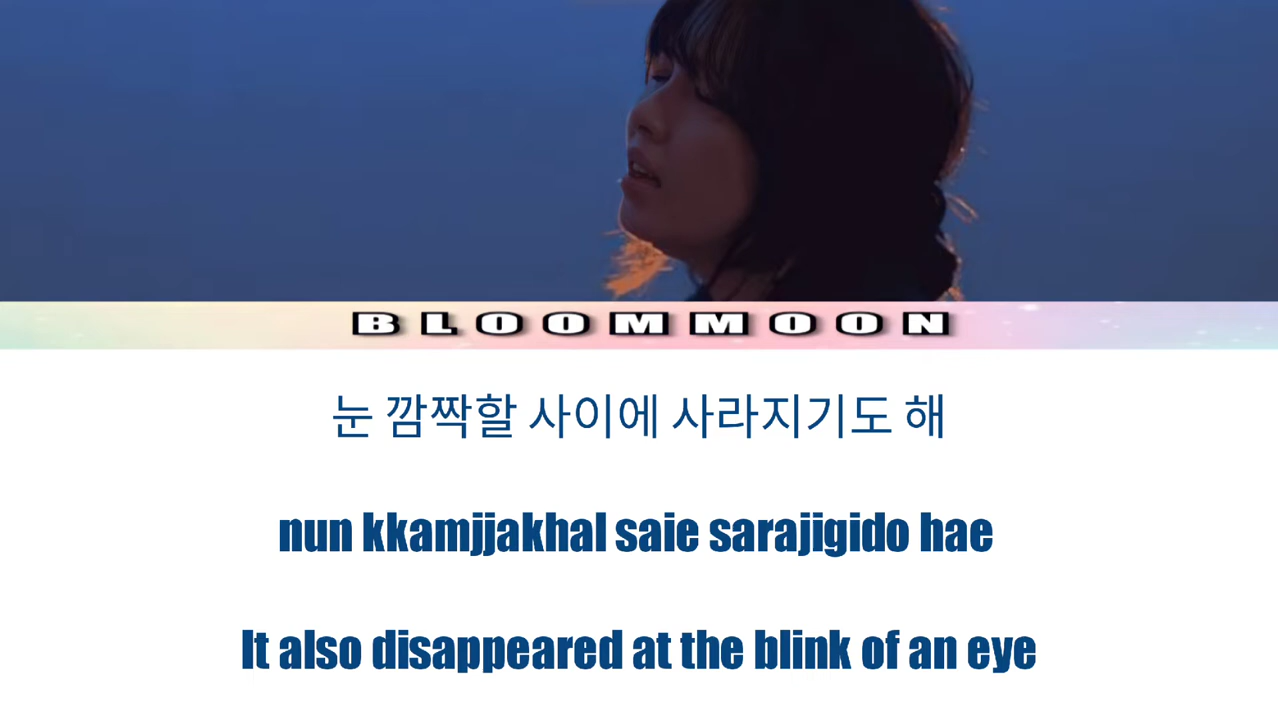 BLOOMMOON
눈 깜짝할 사이에 사라지기도 해
nun kkamjjakhal saie sarajigido hae
It also disappeared at the blink of an eye